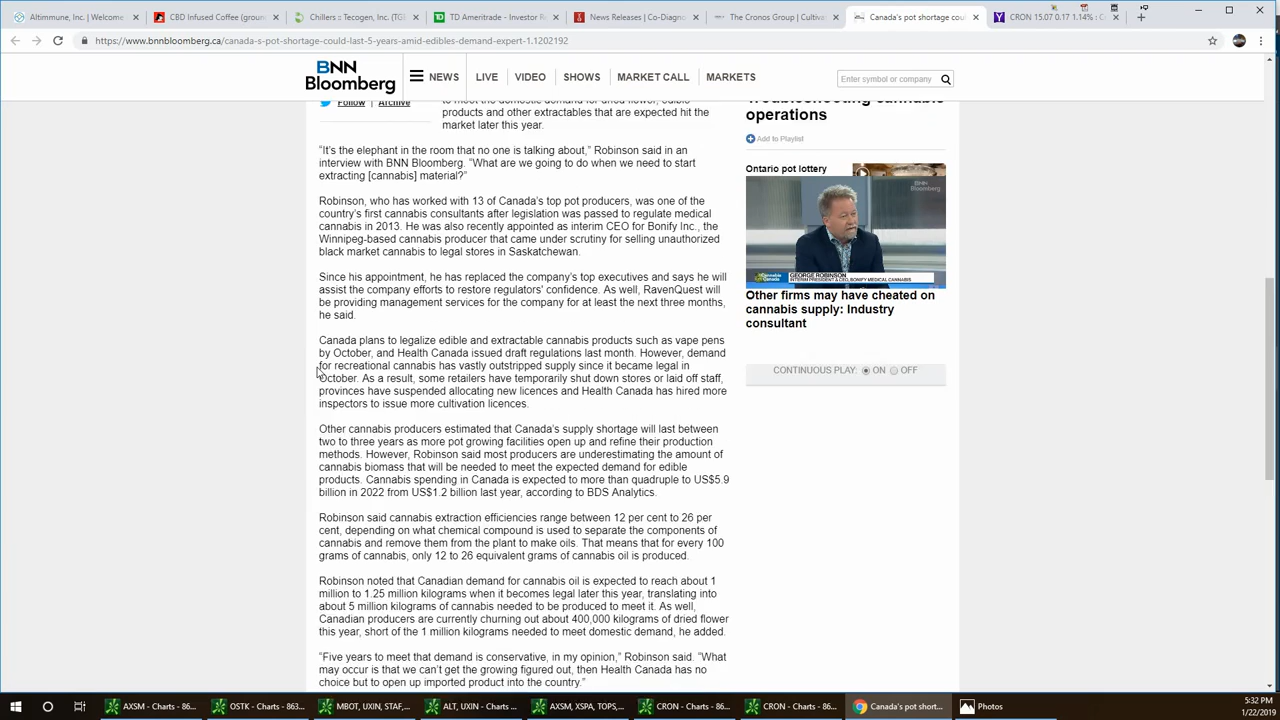 Altimmune, Inc. | Welcome
CBD Infused Coffee (groun
Chillers :: Tecogen, Inc. (TG
TD Ameritrade - Investor R
News Releases | Co-Diagno
The Cronos Group | Cultiva
Canada's pot shortage coul
CRON 15.07 0.17 1.14% : C
https://www.bnnbloomberg.ca/canada-s-pot-shortage-could-last-5-years-amid-edibles-demand-expert-1.1202192
BNN
Bloomberg
NEWS
LIVE
VIDEO
SHOWS
MARKET CALL
MARKETS
Enter symbol or company
Follow | Archive
to meet the domestic demand for dried flower, edible
products and other extractables that are expected hit the
market later this year.
“It’s the elephant in the room that no one is talking about,” Robinson said in an
interview with BNN Bloomberg. “What are we going to do when we need to start
extracting [cannabis] material?”
Robinson, who has worked with 13 of Canada’s top pot producers, was one of the
country’s first cannabis consultants after legislation was passed to regulate medical
cannabis in 2013. He was also recently appointed as interim CEO for Bonify Inc., the
Winnipeg-based cannabis producer that came under scrutiny for selling unauthorized
black market cannabis to legal stores in Saskatchewan.
Since his appointment, he has replaced the company’s top executives and says he will
assist the company efforts to restore regulators' confidence. As well, RavenQuest will
be providing management services for the company for at least the next three months,
he said.
Canada plans to legalize edible and extractable cannabis products such as vape pens
by October, and Health Canada issued draft regulations last month. However, demand
for recreational cannabis has vastly outstripped supply since it became legal in
October. As a result, some retailers have temporarily shut down stores or laid off staff,
provinces have suspended allocating new licences and Health Canada has hired more
inspectors to issue more cultivation licences.
Other cannabis producers estimated that Canada’s supply shortage will last between
two to three years as more pot growing facilities open up and refine their production
methods. However, Robinson said most producers are underestimating the amount of
cannabis biomass that will be needed to meet the expected demand for edible
products. Cannabis spending in Canada is expected to more than quadruple to US$5.9
billion in 2022 from US$1.2 billion last year, according to BDS Analytics.
Robinson said cannabis extraction efficiencies range between 12 per cent to 26 per
cent, depending on what chemical compound is used to separate the components of
cannabis and remove them from the plant to make oils. That means that for every 100
grams of cannabis, only 12 to 26 equivalent grams of cannabis oil is produced.
Robinson noted that Canadian demand for cannabis oil is expected to reach about 1
million to 1.25 million kilograms when it becomes legal later this year, translating into
about 5 million kilograms of cannabis needed to be produced to meet it. As well,
Canadian producers are currently churning out about 400,000 kilograms of dried flower
this year, short of the 1 million kilograms needed to meet domestic demand, he added.
“Five years to meet that demand is conservative, in my opinion,” Robinson said. “What
may occur is that we can’t get the growing figured out, then Health Canada has no
choice but to open up imported product into the country.”
Troubleshooting cannabis
operations
Add to Playlist
Ontario pot lottery
BNN
Bloomberg
Cannabis
Canada
GEORGE ROBINSON
INTERIM PRESIDENT & CEO, BONIFY MEDICAL CANNABIS
Other firms may have cheated on
cannabis supply: Industry
consultant
CONTINUOUS PLAY: ON OFF
AXSM - Charts - 86...
OSTK - Charts - 863...
MBOT, UXIN, STAF,...
ALT, UXIN - Charts ...
AXSM, XSPA, TOPS,...
CRON - Charts - 86...
CRON - Charts - 86...
Canada's pot short...
Photos
5:32 PM
1/22/2019